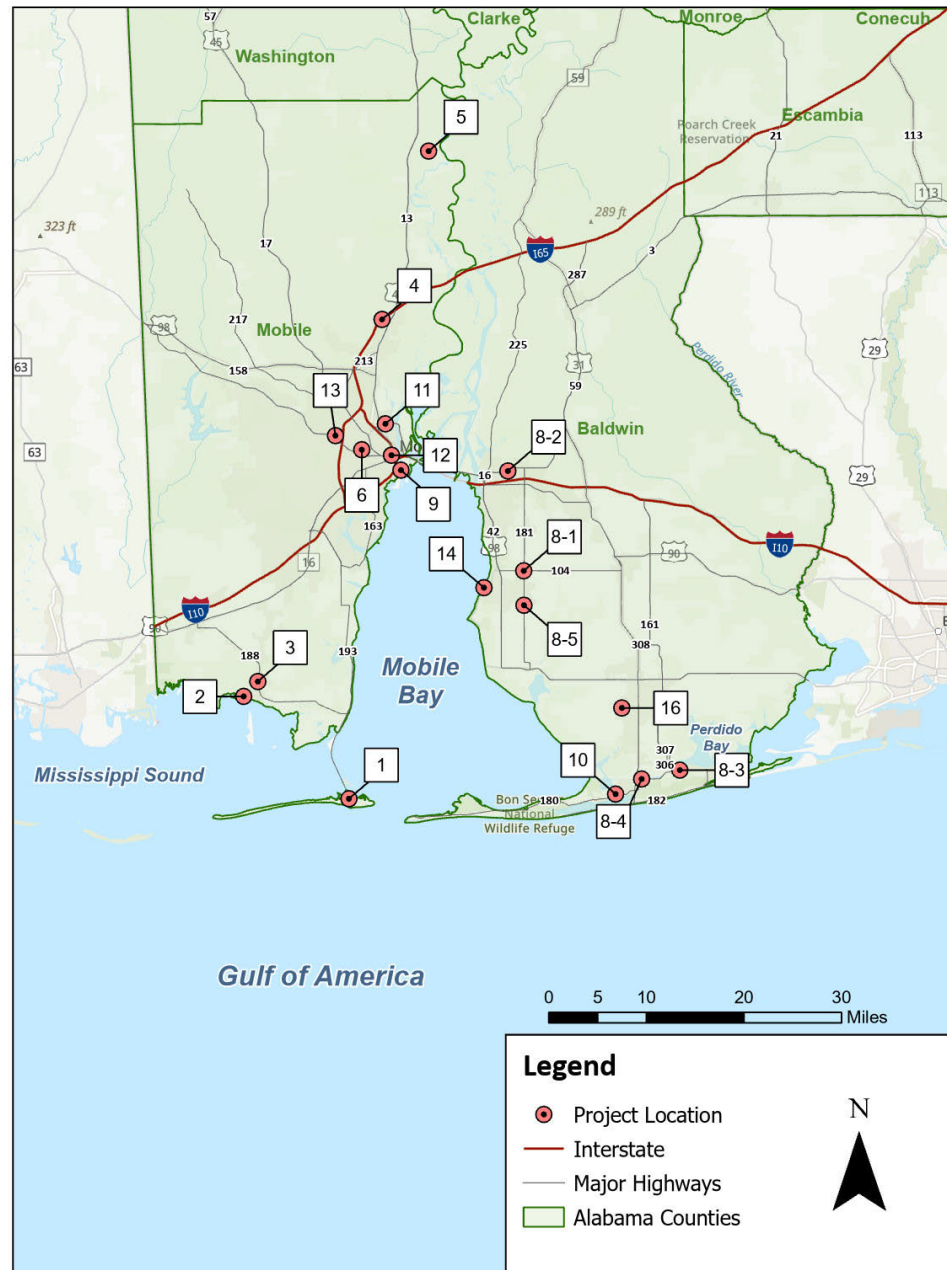 57
Clarke
Monroe
Conecuh
45
Washington
59
5
Escambia
Poarch Creek
Reservation
21
113
113
323 ft
13
289 ft
17
I65
3
287
4
217
98
Mobile
225
31
29
63
213
158
59
Perdido River
13
11
Baldwin
8-2
63
29
12
16
6
9
163
42
181
8-1
98
90
I10
16
14
104
I10
161
8-5
308
90
3
188
193
Mobile
Bay
2
16
Perdido
Bay
307
306
Mississippi Sound
1
10
8-3
180
182
Bon Se
National
Wildlife Refuge
8-4
Gulf of America
0 5 10 20 30
Miles
Legend
Project Location
Interstate
Major Highways
Alabama Counties
N